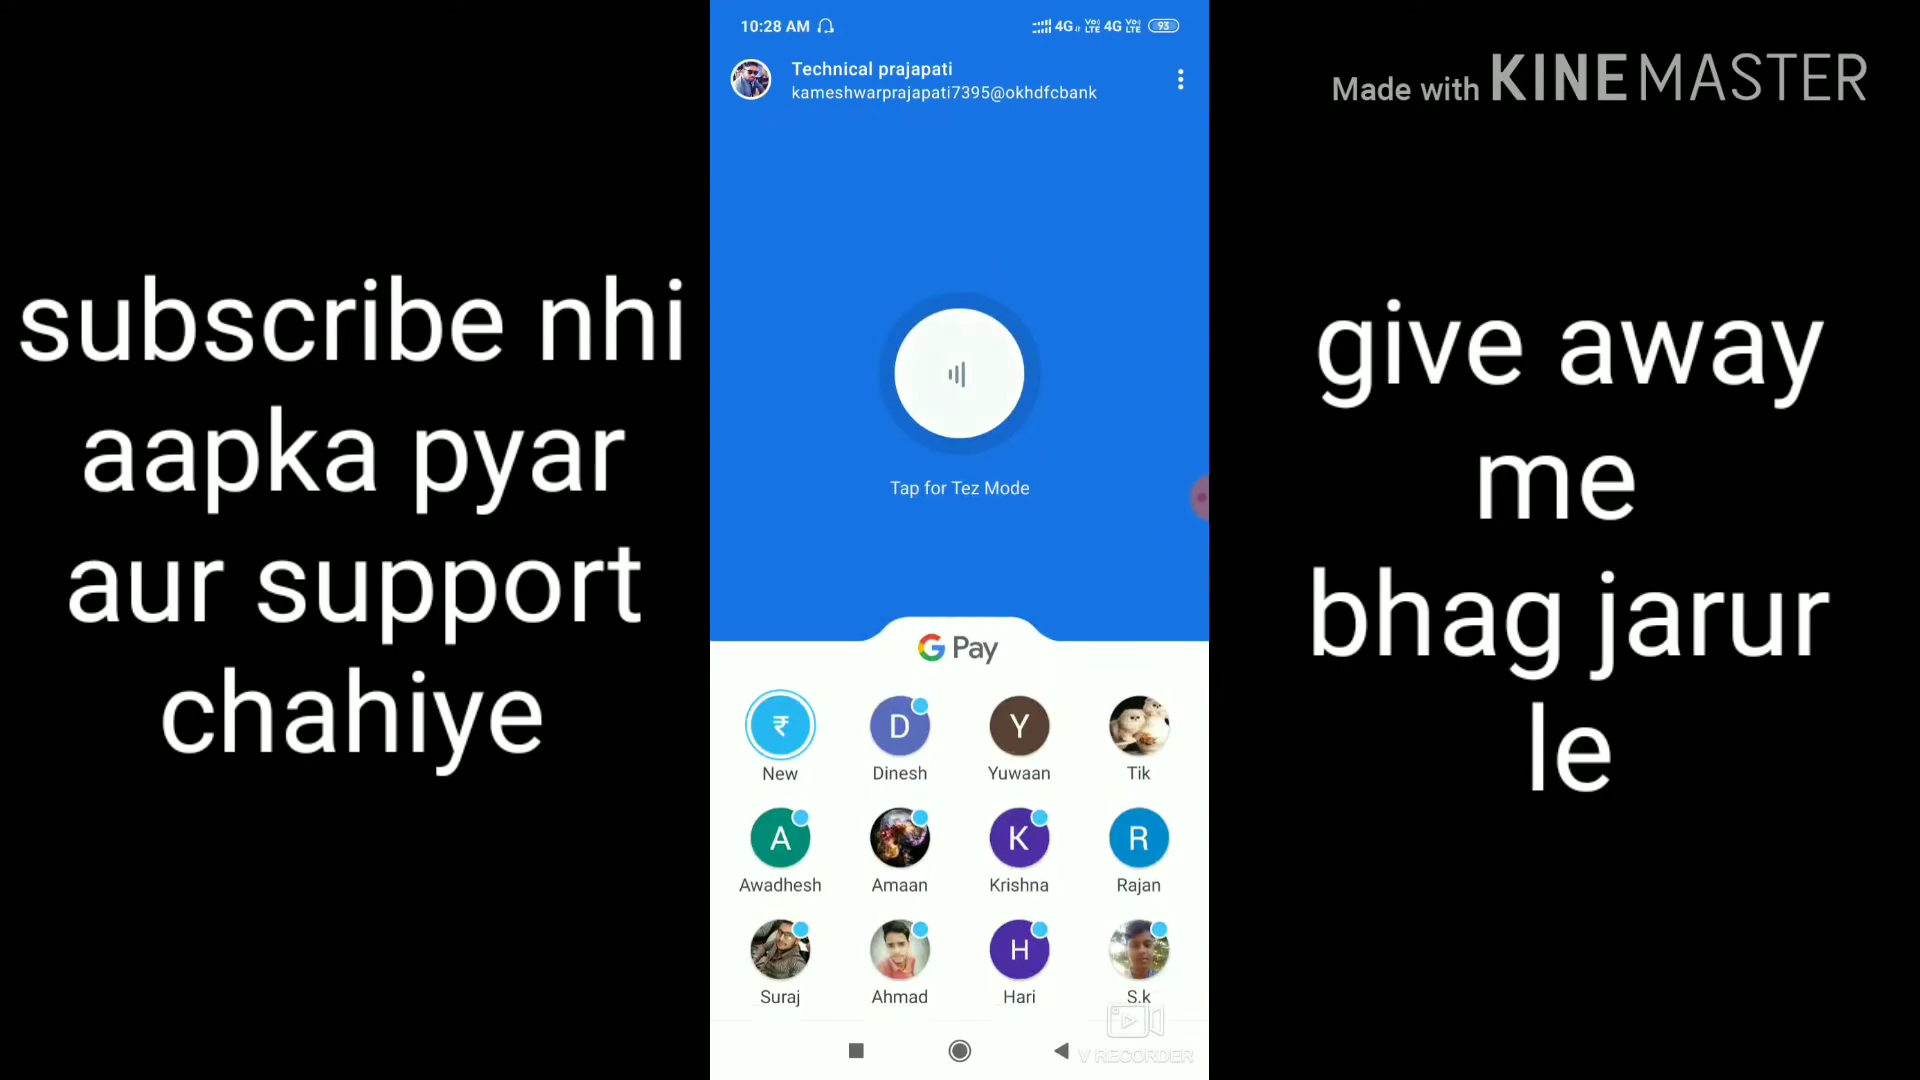 10:28 AM
4G VoLTE 4G VoLTE 93
Technical prajapati
kameshwarprajapati7395@okhdfcbank
Made with KINEMASTER
subscribe nhi
aapka pyar
aur support
chahiye
give away
me
bhag jarur
le
Tap for Tez Mode
G Pay
₹ D Y
New Dinesh Yuwaan Tik
A K R
Awadhesh Amaan Krishna Rajan
H
Suraj Ahmad Hari S.k
V RECORDER